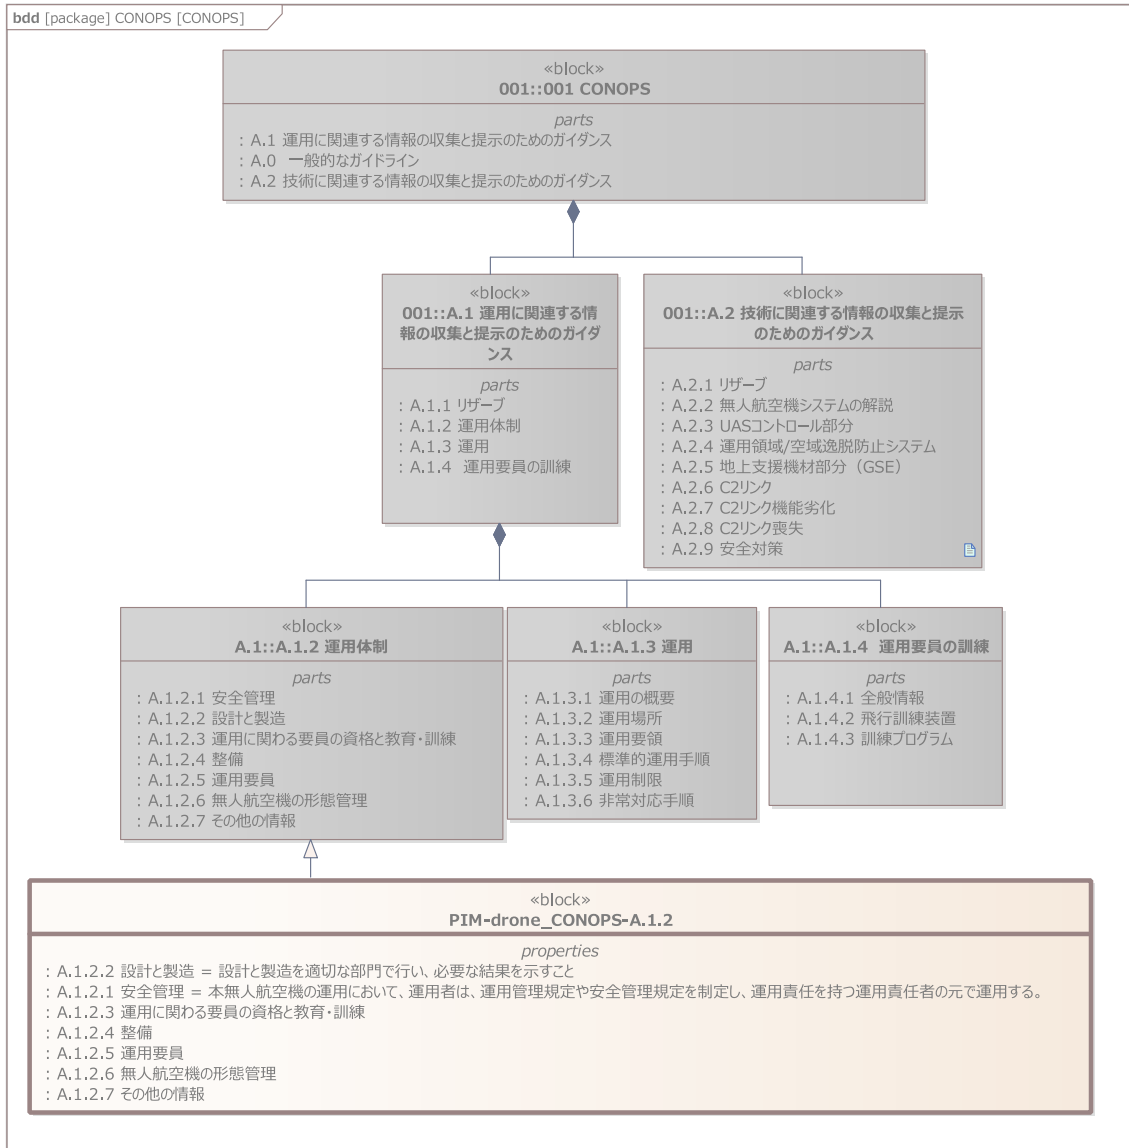 bdd [package] CONOPS [CONOPS]
«block»
001::001 CONOPS
parts
: A.1 運用に関連する情報の収集と提示のためのガイダンス
: A.0 一般的なガイドライン
: A.2 技術に関連する情報の収集と提示のためのガイダンス
«block»
001::A.1 運用に関連する情
報の収集と提示のためのガイダ
ンス
parts
: A.1.1 リザーブ
: A.1.2 運用体制
: A.1.3 運用
: A.1.4 運用要員の訓練
«block»
001::A.2 技術に関連する情報の収集と提示
のためのガイダンス
parts
: A.2.1 リザーブ
: A.2.2 無人航空機システムの解説
: A.2.3 UASコントロール部分
: A.2.4 運用領域/空域逸脱防止システム
: A.2.5 地上支援機材部分（GSE）
: A.2.6 C2リンク
: A.2.7 C2リンク機能劣化
: A.2.8 C2リンク喪失
: A.2.9 安全対策
«block»
A.1::A.1.2 運用体制
parts
: A.1.2.1 安全管理
: A.1.2.2 設計と製造
: A.1.2.3 運用に関わる要員の資格と教育・訓練
: A.1.2.4 整備
: A.1.2.5 運用要員
: A.1.2.6 無人航空機の形態管理
: A.1.2.7 その他の情報
«block»
A.1::A.1.3 運用
parts
: A.1.3.1 運用の概要
: A.1.3.2 運用場所
: A.1.3.3 運用要領
: A.1.3.4 標準的運用手順
: A.1.3.5 運用制限
: A.1.3.6 非常対応手順
«block»
A.1::A.1.4 運用要員の訓練
parts
: A.1.4.1 全般情報
: A.1.4.2 飛行訓練装置
: A.1.4.3 訓練プログラム
«block»
PIM-drone_CONOPS-A.1.2
properties
: A.1.2.2 設計と製造 = 設計と製造を適切な部門で行い、必要な結果を示すこと
: A.1.2.1 安全管理 = 本無人航空機の運用において、運用者は、運用管理規定や安全管理規定を制定し、運用責任を持つ運用責任者の元で運用する。
: A.1.2.3 運用に関わる要員の資格と教育・訓練
: A.1.2.4 整備
: A.1.2.5 運用要員
: A.1.2.6 無人航空機の形態管理
: A.1.2.7 その他の情報